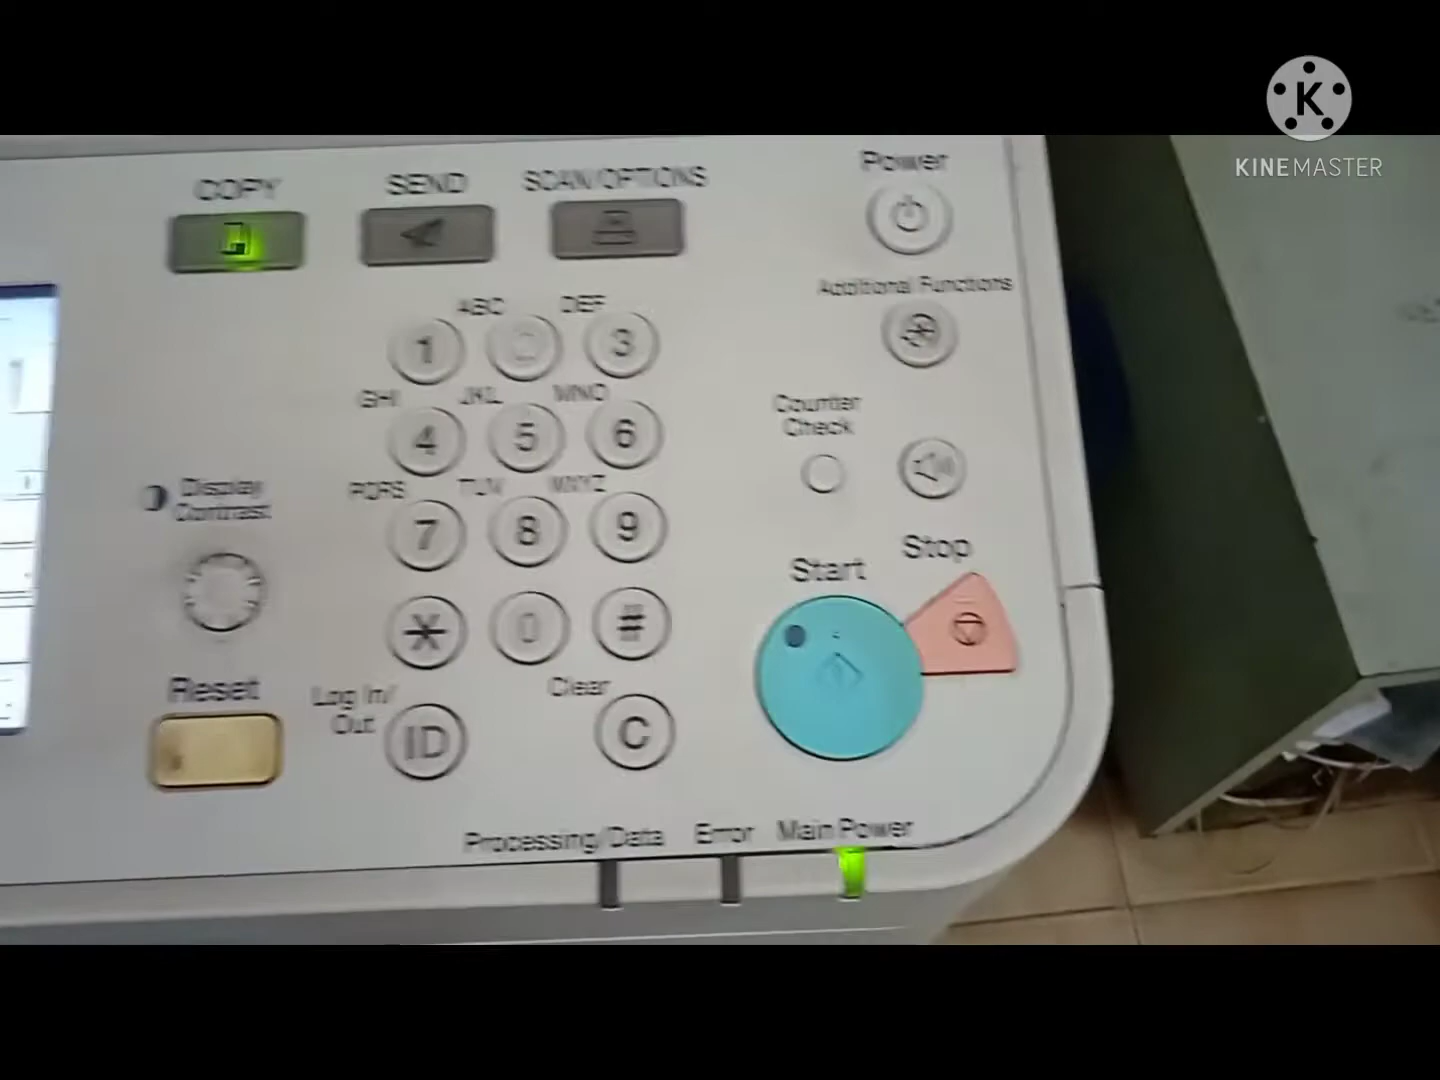 K
KINEMASTER
COPY
SEND
SCAN/OPTIONS
Power
Additional Functions
ABC
DEF
1
3
GHI
JKL
MNO
4
5
6
Counter
Check
Display
Contrast
PQRS
TUV
WXYZ
7
8
9
Start
Stop
*
0
#
Reset
Log In/
Out
ID
Clear
C
Processing/Data
Error
Main Power